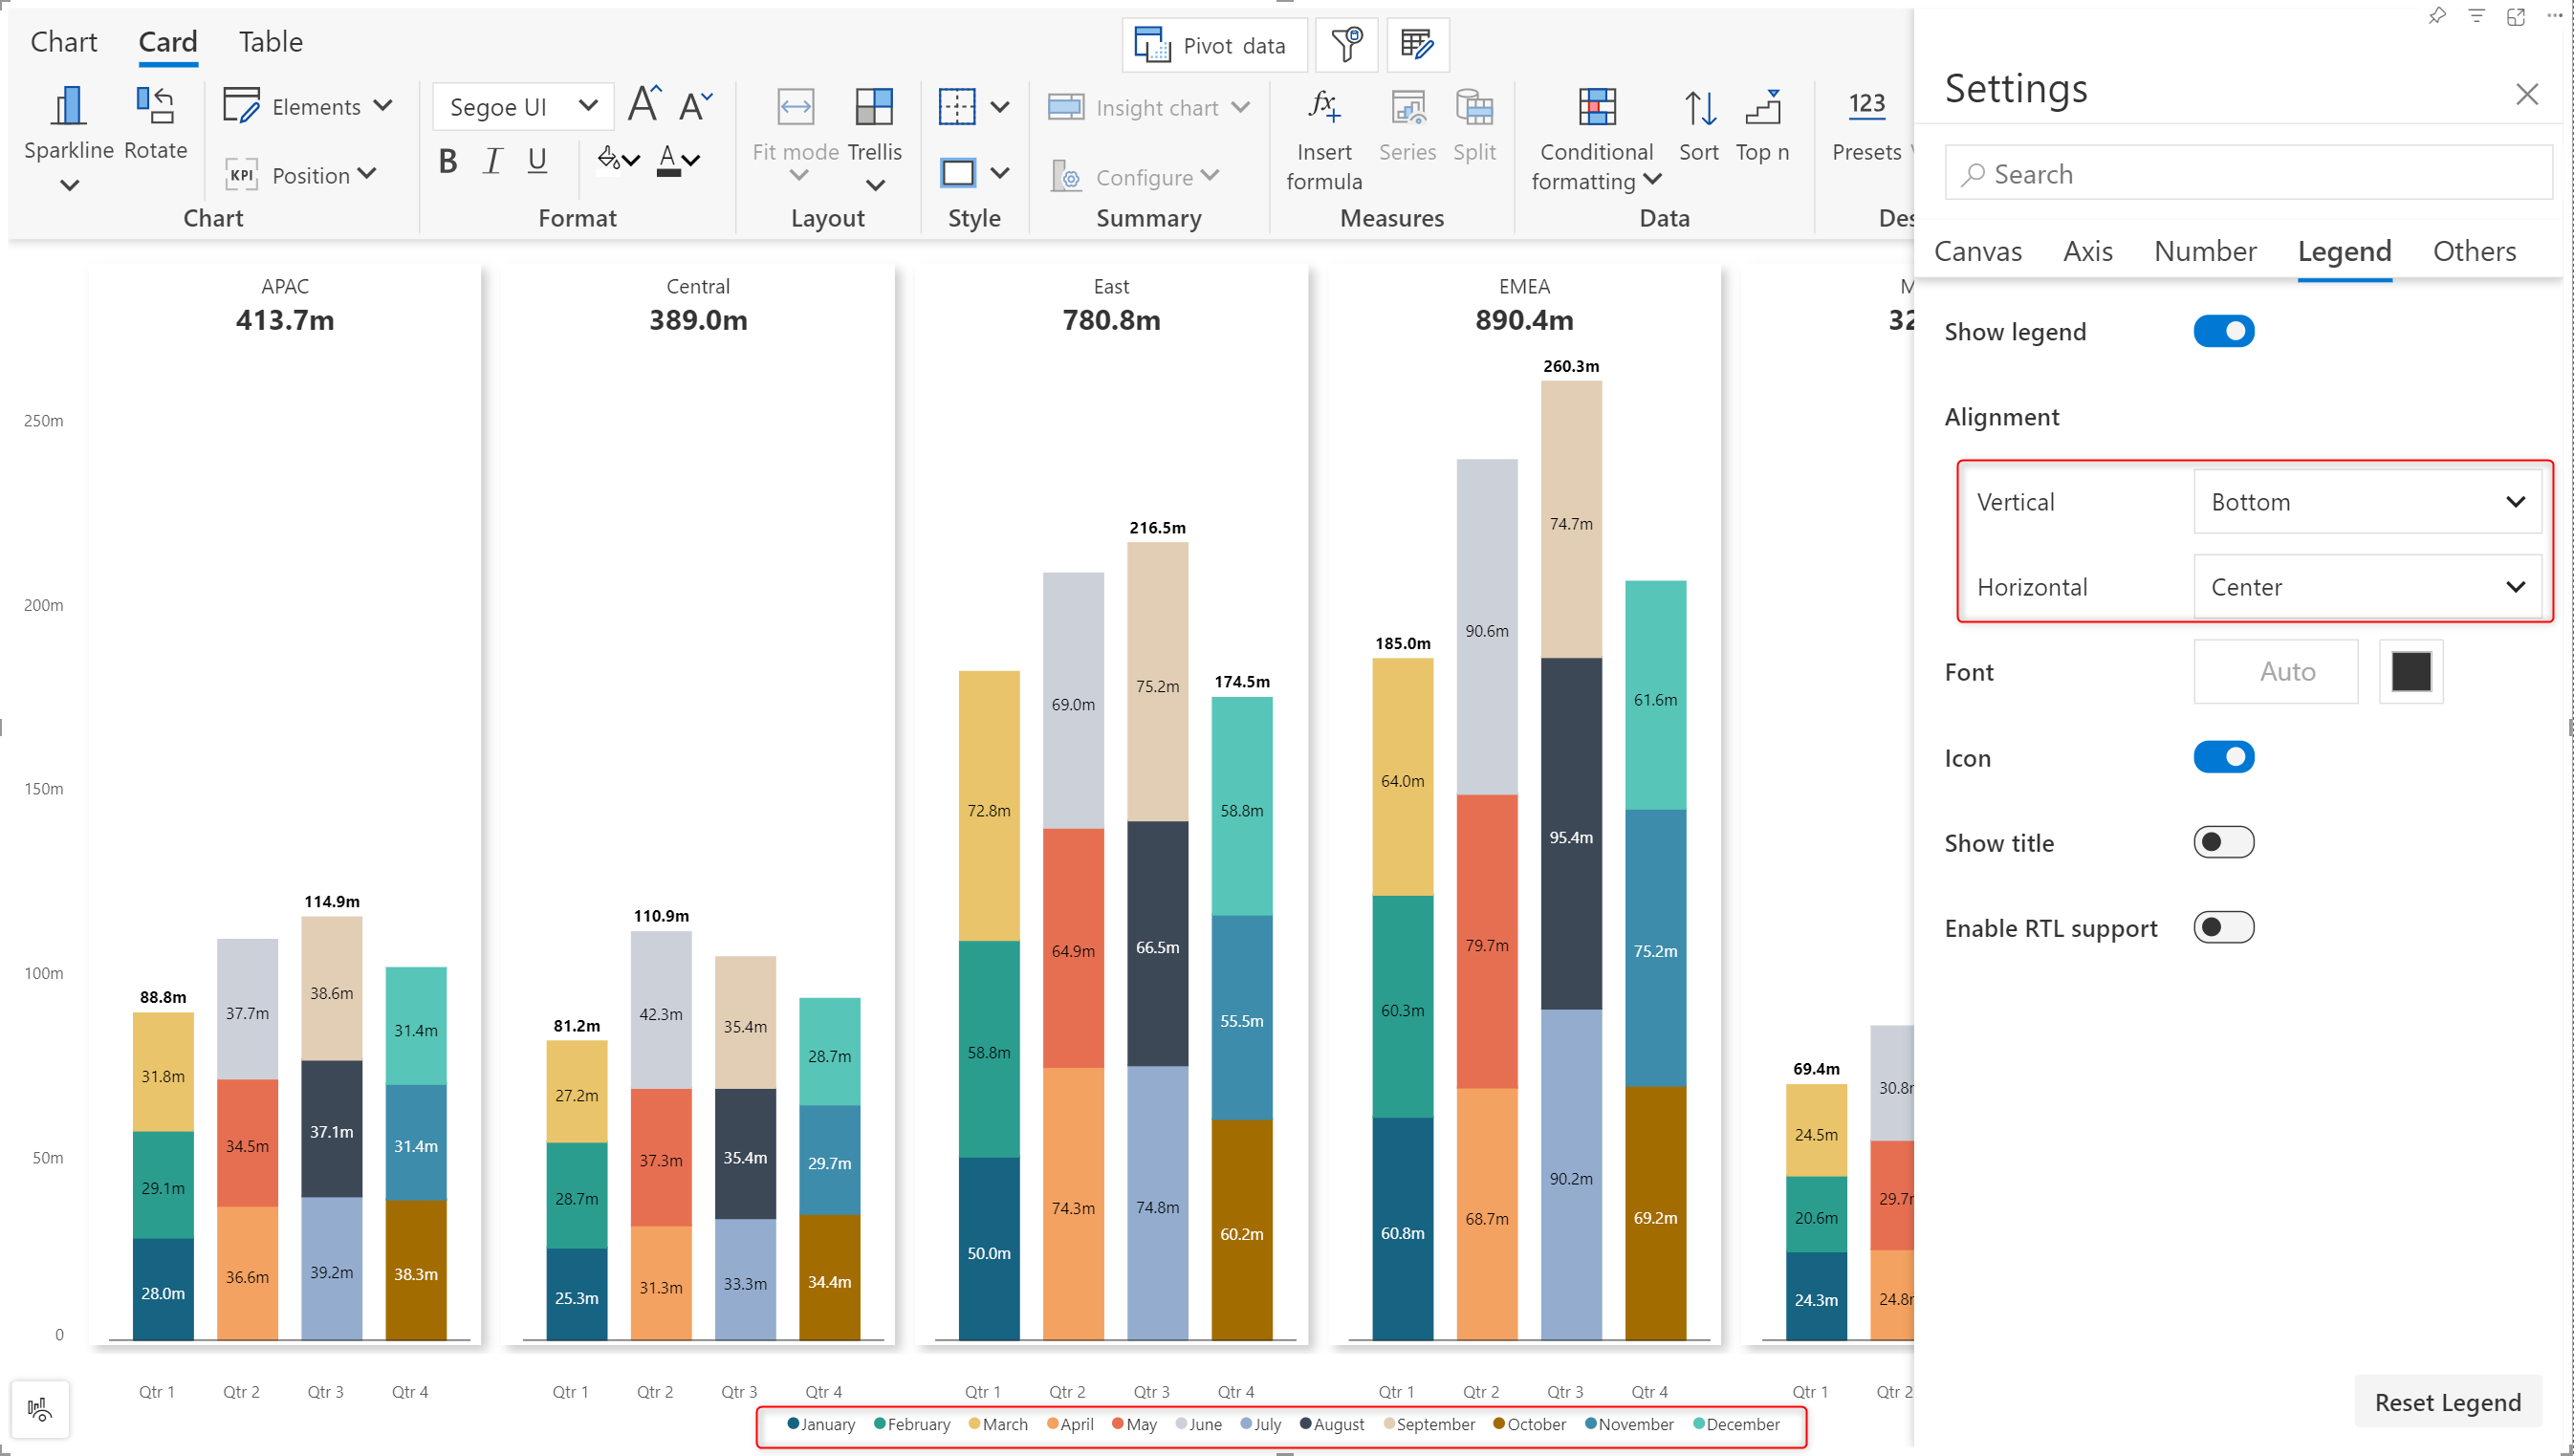 Chart Card Table
Pivot data
Sparkline Rotate
Elements
KPI Position
Chart
Segoe UI A A
B I U A
Format
Fit mode Trellis
Layout
Style
Insight chart
Configure
Summary
fx
Insert formula Series Split
Measures
Conditional formatting Sort Top n
Data
123
Presets
Des
Settings
Search
Canvas Axis Number Legend Others
Show legend
Alignment
Vertical Bottom
Horizontal Center
Font Auto
Icon
Show title
Enable RTL support
Reset Legend
250m
200m
150m
100m
50m
0
APAC
413.7m
88.8m
31.8m
29.1m
28.0m
37.7m
34.5m
36.6m
114.9m
38.6m
37.1m
39.2m
31.4m
31.4m
38.3m
Qtr 1 Qtr 2 Qtr 3 Qtr 4
Central
389.0m
81.2m
27.2m
28.7m
25.3m
110.9m
42.3m
37.3m
31.3m
35.4m
35.4m
33.3m
28.7m
29.7m
34.4m
Qtr 1 Qtr 2 Qtr 3 Qtr 4
East
780.8m
72.8m
58.8m
50.0m
69.0m
64.9m
74.3m
216.5m
75.2m
66.5m
74.8m
174.5m
58.8m
55.5m
60.2m
Qtr 1 Qtr 2 Qtr 3 Qtr 4
EMEA
890.4m
185.0m
64.0m
60.3m
60.8m
90.6m
79.7m
68.7m
260.3m
74.7m
95.4m
90.2m
61.6m
75.2m
69.2m
Qtr 1 Qtr 2 Qtr 3 Qtr 4
M
32
69.4m
24.5m
20.6m
24.3m
30.8
29.7
24.8
Qtr 1 Qtr 2
January February March April May June July August September October November December